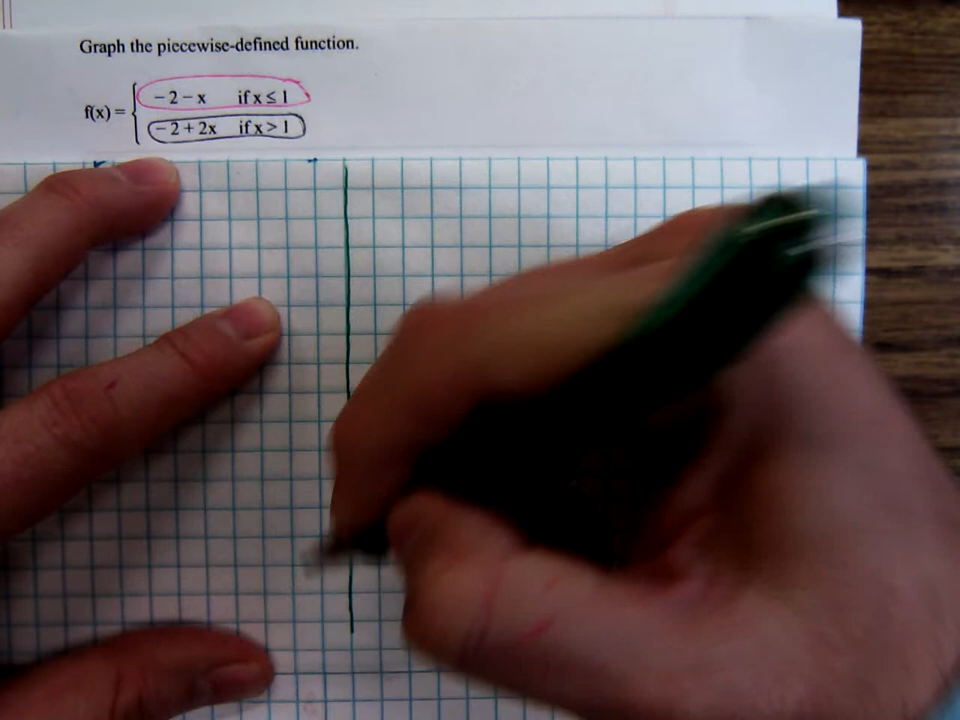 Graph the piecewise-defined function.
f(x) = { −2 − x if x ≤ 1
−2 + 2x if x > 1